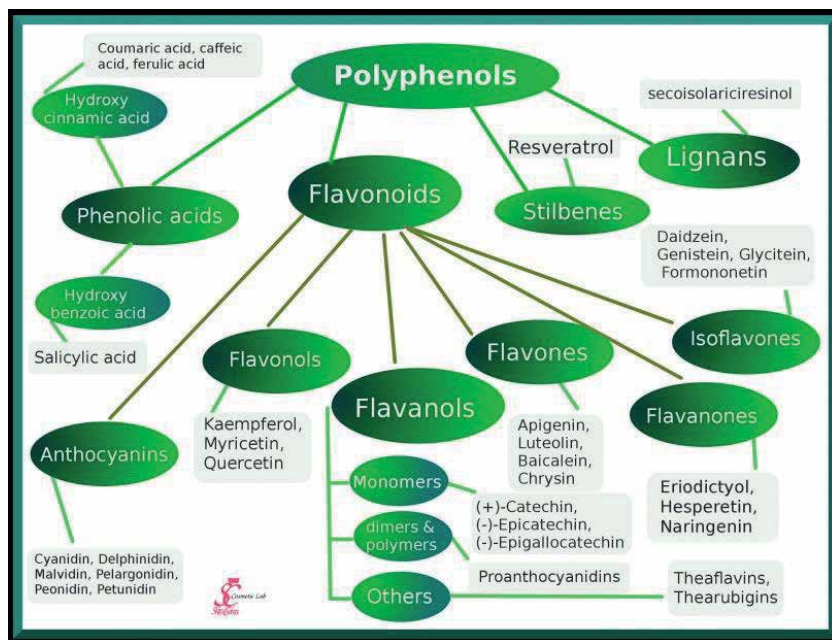 Polyphenols
Coumaric acid, caffeic
acid, ferulic acid
Hydroxy
cinnamic acid
Phenolic acids
Hydroxy
benzoic acid
Salicylic acid
Flavonoids
Resveratrol
Stilbenes
secoisolariciresinol
Lignans
Anthocyanins
Cyanidin, Delphinidin,
Malvidin, Pelargonidin,
Peonidin, Petunidin
Flavonols
Kaempferol,
Myricetin,
Quercetin
Flavanols
Monomers
(+)-Catechin,
(-)-Epicatechin,
(-)-Epigallocatechin
dimers &
polymers
Proanthocyanidins
Others
Theaflavins,
Thearubigins
Flavones
Apigenin,
Luteolin,
Baicalein,
Chrysin
Flavanones
Eriodictyol,
Hesperetin,
Naringenin
Daidzein,
Genistein, Glycitein,
Formononetin
Isoflavones
Cosmetic Lab